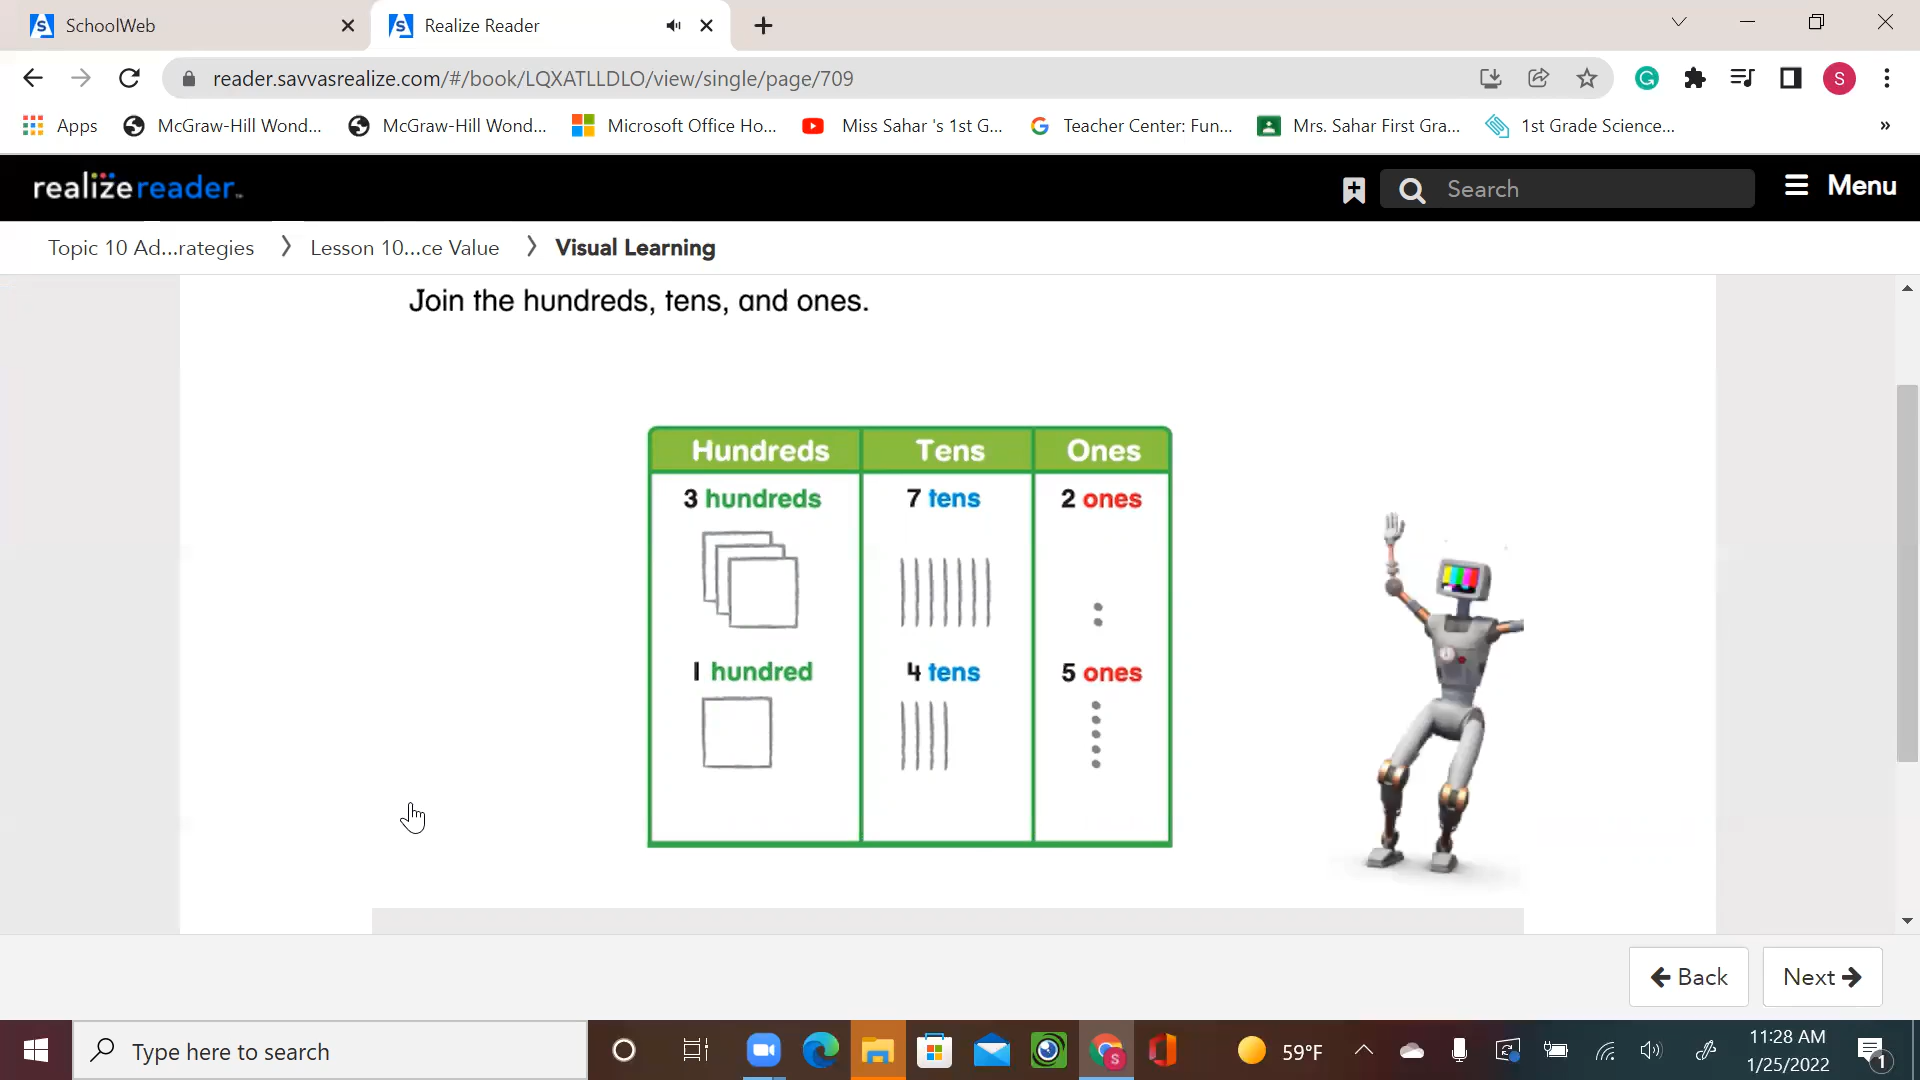 SchoolWeb
Realize Reader
reader.savvasrealize.com/#/book/LQXATLLDLO/view/single/page/709
S
Apps
McGraw-Hill Wond...
McGraw-Hill Wond...
Microsoft Office Ho...
Miss Sahar 's 1st G...
Teacher Center: Fun...
Mrs. Sahar First Gra...
1st Grade Science...
»
realizereader™
Search
Menu
Topic 10 Ad...rategies > Lesson 10...ce Value > Visual Learning
Join the hundreds, tens, and ones.
Hundreds Tens Ones
3 hundreds 7 tens 2 ones
1 hundred 4 tens 5 ones
Back
Next
Type here to search
59°F
11:28 AM
1/25/2022
1